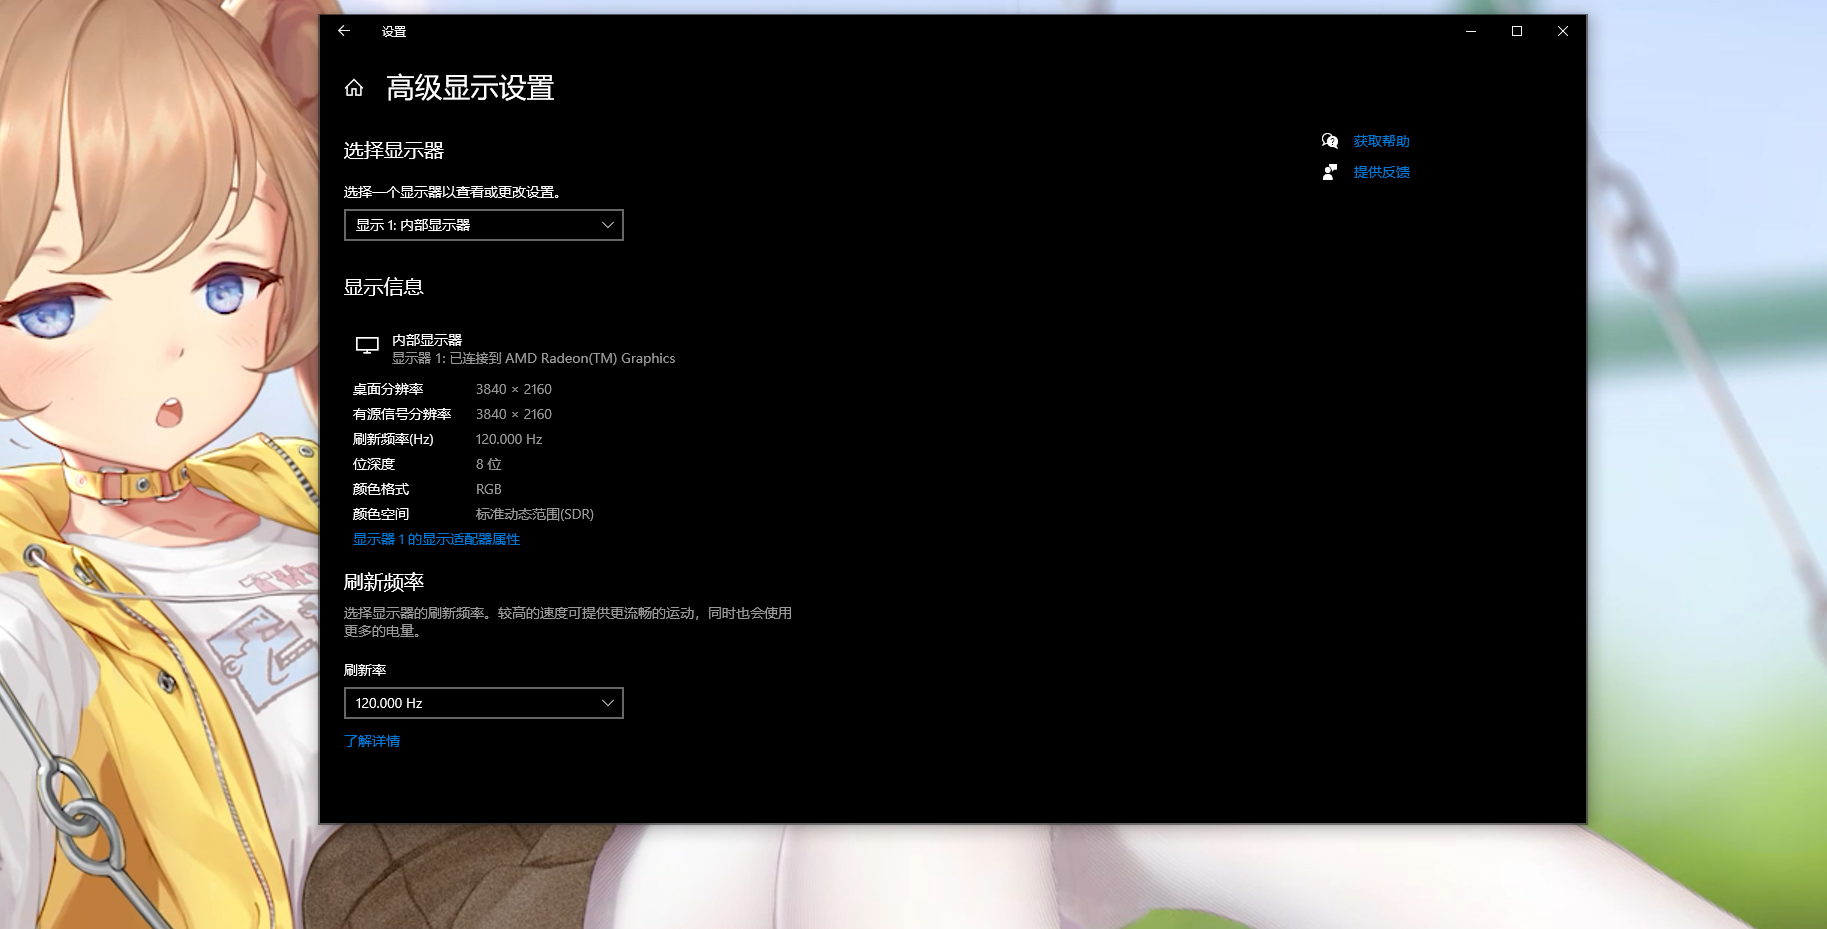 设置
高级显示设置
选择显示器
选择一个显示器以查看或更改设置。
显示 1: 内部显示器
显示信息
内部显示器
显示器 1: 已连接到 AMD Radeon(TM) Graphics
桌面分辨率 3840 × 2160
有源信号分辨率 3840 × 2160
刷新频率(Hz) 120.000 Hz
位深度 8 位
颜色格式 RGB
颜色空间 标准动态范围(SDR)
显示器 1 的显示适配器属性
刷新频率
选择显示器的刷新频率。较高的速度可提供更流畅的运动，同时也会使用
更多的电量。
刷新率
120.000 Hz
了解详情
获取帮助
提供反馈